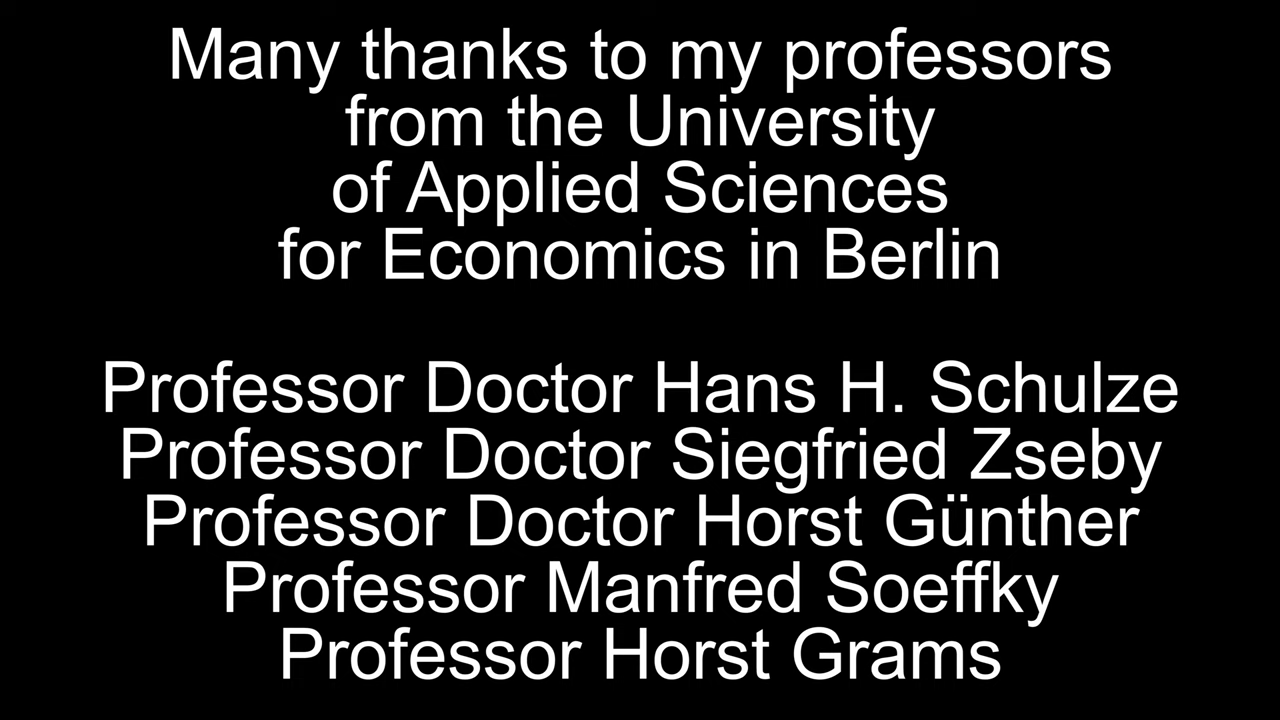 Many thanks to my professors
from the University
of Applied Sciences
for Economics in Berlin
Professor Doctor Hans H. Schulze
Professor Doctor Siegfried Zseby
Professor Doctor Horst Günther
Professor Manfred Soeffky
Professor Horst Grams